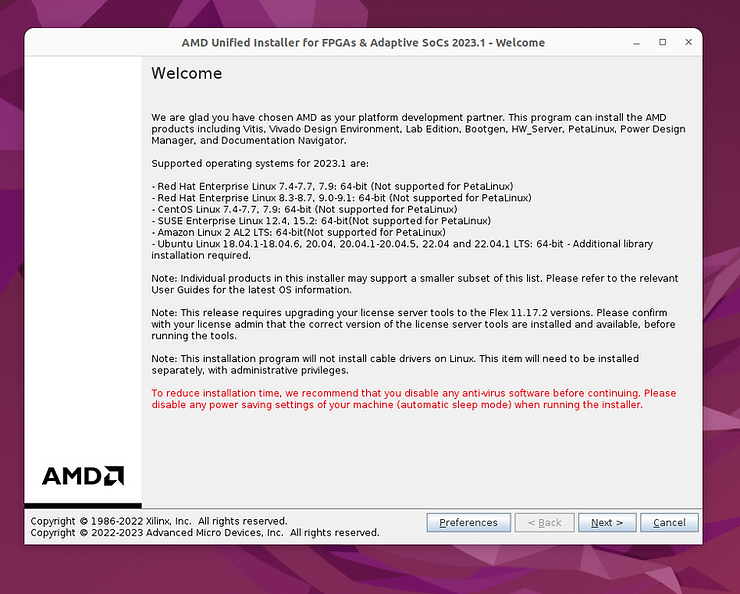 AMD Unified Installer for FPGAs & Adaptive SoCs 2023.1 - Welcome
Welcome
We are glad you have chosen AMD as your platform development partner. This program can install the AMD
products including Vitis, Vivado Design Environment, Lab Edition, Bootgen, HW_Server, PetaLinux, Power Design
Manager, and Documentation Navigator.
Supported operating systems for 2023.1 are:
- Red Hat Enterprise Linux 7.4-7.7, 7.9: 64-bit (Not supported for PetaLinux)
- Red Hat Enterprise Linux 8.3-8.7, 9.0-9.1: 64-bit (Not supported for PetaLinux)
- CentOS Linux 7.4-7.7, 7.9: 64-bit (Not supported for PetaLinux)
- SUSE Enterprise Linux 12.4, 15.2: 64-bit(Not supported for PetaLinux)
- Amazon Linux 2 AL2 LTS: 64-bit(Not supported for PetaLinux)
- Ubuntu Linux 18.04.1-18.04.6, 20.04, 20.04.1-20.04.5, 22.04 and 22.04.1 LTS: 64-bit - Additional library
installation required.
Note: Individual products in this installer may support a smaller subset of this list. Please refer to the relevant
User Guides for the latest OS information.
Note: This release requires upgrading your license server tools to the Flex 11.17.2 versions. Please confirm
with your license admin that the correct version of the license server tools are installed and available, before
running the tools.
Note: This installation program will not install cable drivers on Linux. This item will need to be installed
separately, with administrative privileges.
To reduce installation time, we recommend that you disable any anti-virus software before continuing. Please
disable any power saving settings of your machine (automatic sleep mode) when running the installer.
AMD
Copyright © 1986-2022 Xilinx, Inc. All rights reserved.
Copyright © 2022-2023 Advanced Micro Devices, Inc. All rights reserved.
Preferences
< Back
Next >
Cancel